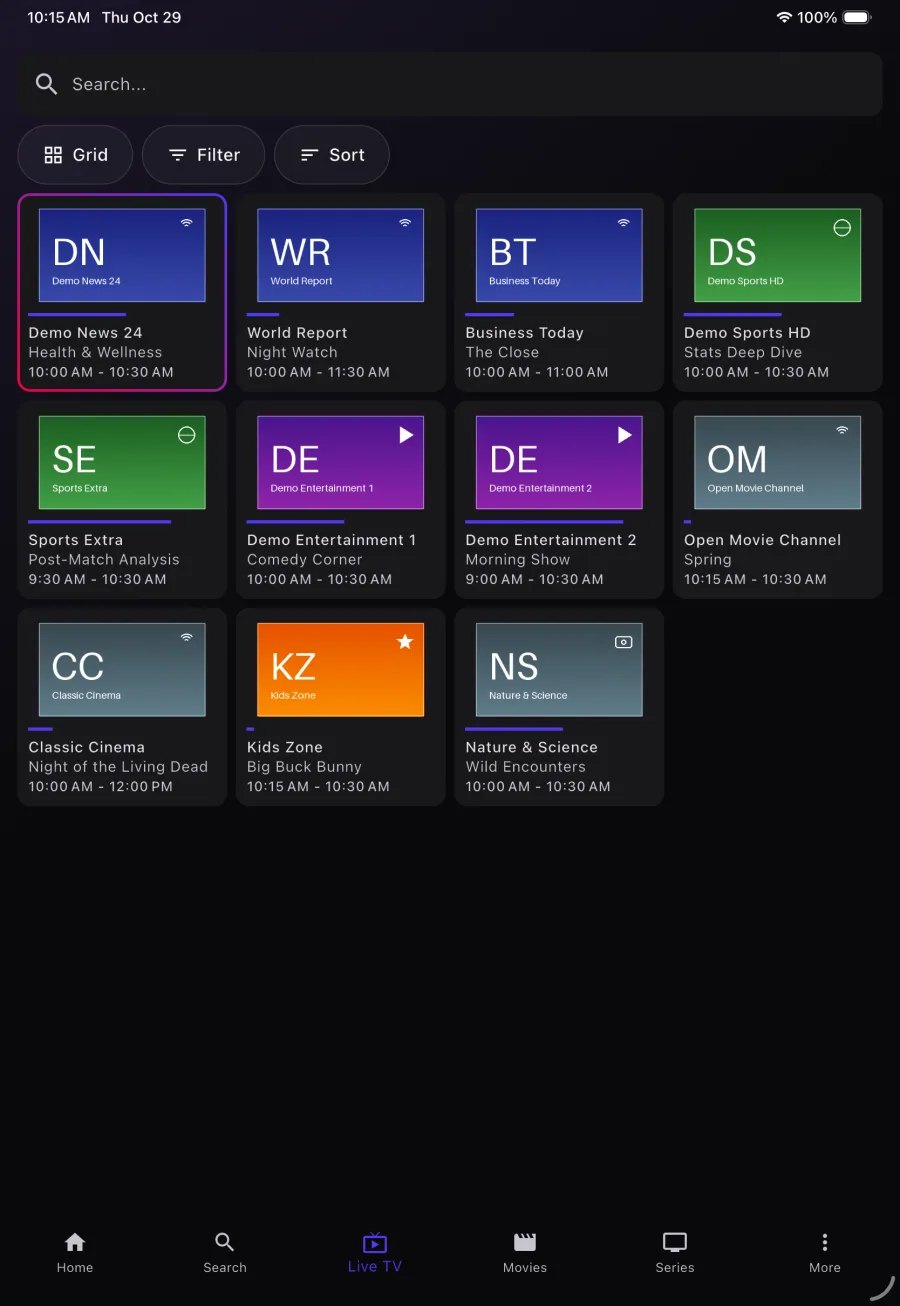 10:15 AM Thu Oct 29
100%
Search...
Grid
Filter
Sort
DN
Demo News 24
Demo News 24
Health & Wellness
10:00 AM - 10:30 AM
WR
World Report
World Report
Night Watch
10:00 AM - 11:30 AM
BT
Business Today
Business Today
The Close
10:00 AM - 11:00 AM
DS
Demo Sports HD
Demo Sports HD
Stats Deep Dive
10:00 AM - 10:30 AM
SE
Sports Extra
Sports Extra
Post-Match Analysis
9:30 AM - 10:30 AM
DE
Demo Entertainment 1
Demo Entertainment 1
Comedy Corner
10:00 AM - 10:30 AM
DE
Demo Entertainment 2
Demo Entertainment 2
Morning Show
9:00 AM - 10:30 AM
OM
Open Movie Channel
Open Movie Channel
Spring
10:15 AM - 10:30 AM
CC
Classic Cinema
Classic Cinema
Night of the Living Dead
10:00 AM - 12:00 PM
KZ
Kids Zone
Kids Zone
Big Buck Bunny
10:15 AM - 10:30 AM
NS
Nature & Science
Nature & Science
Wild Encounters
10:00 AM - 10:30 AM
Home
Search
Live TV
Movies
Series
More